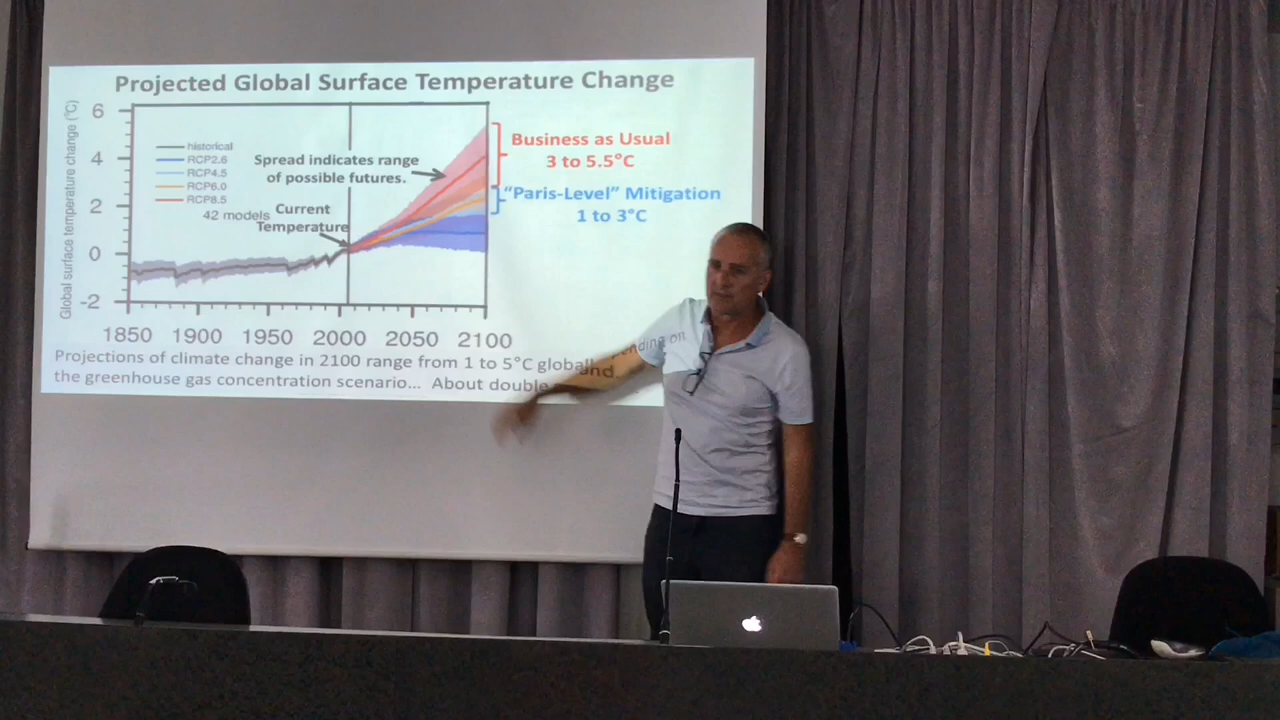 Projected Global Surface Temperature Change
Global surface temperature change (°C)
6
4
2
0
-2
historical
RCP2.6
RCP4.5
RCP6.0
RCP8.5
42 models
Spread indicates range
of possible futures.
Current
Temperature
Business as Usual
3 to 5.5°C
“Paris-Level” Mitigation
1 to 3°C
1850 1900 1950 2000 2050 2100
Projections of climate change in 2100 range from 1 to 5°C on
the greenhouse gas concentration scenario... About double